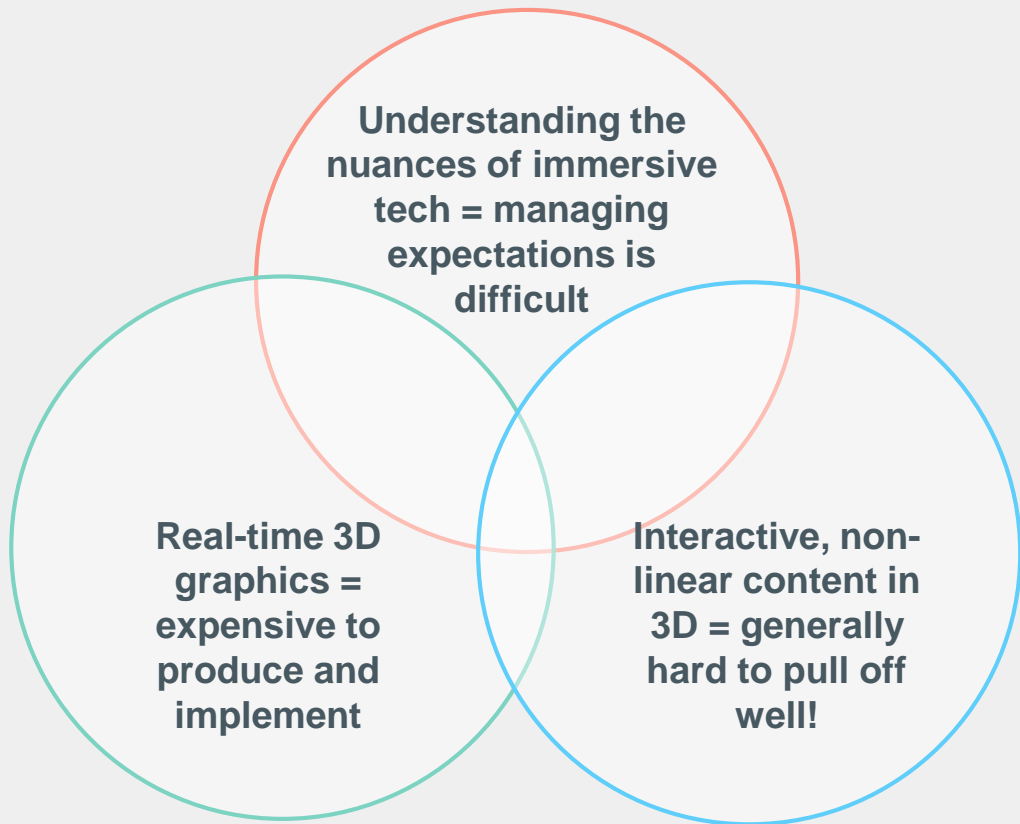 Understanding the
nuances of immersive
tech = managing
expectations is
difficult
Real-time 3D
graphics =
expensive to
produce and
implement
Interactive, non-
linear content in
3D = generally
hard to pull off
well!